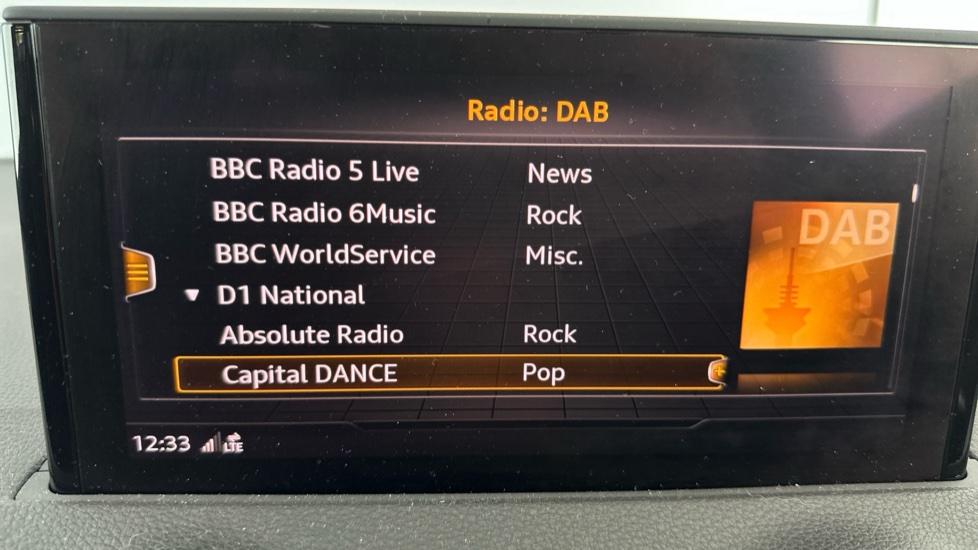 Radio: DAB
BBC Radio 5 Live News
BBC Radio 6Music Rock
BBC WorldService Misc.
D1 National
Absolute Radio Rock
Capital DANCE Pop
DAB
12:33 LTE